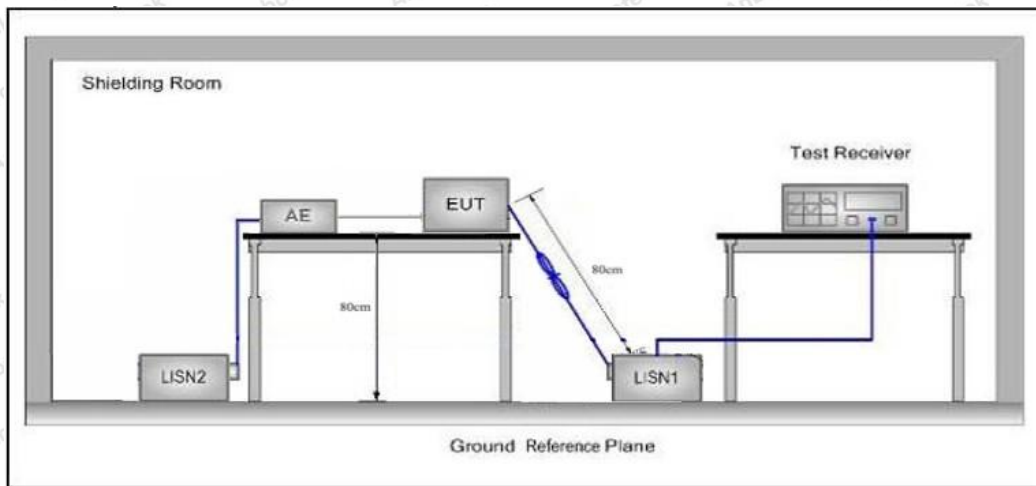 Shielding Room
Test Receiver
AE
EUT
80cm
80cm
LISN2
LISN1
Ground Reference Plane